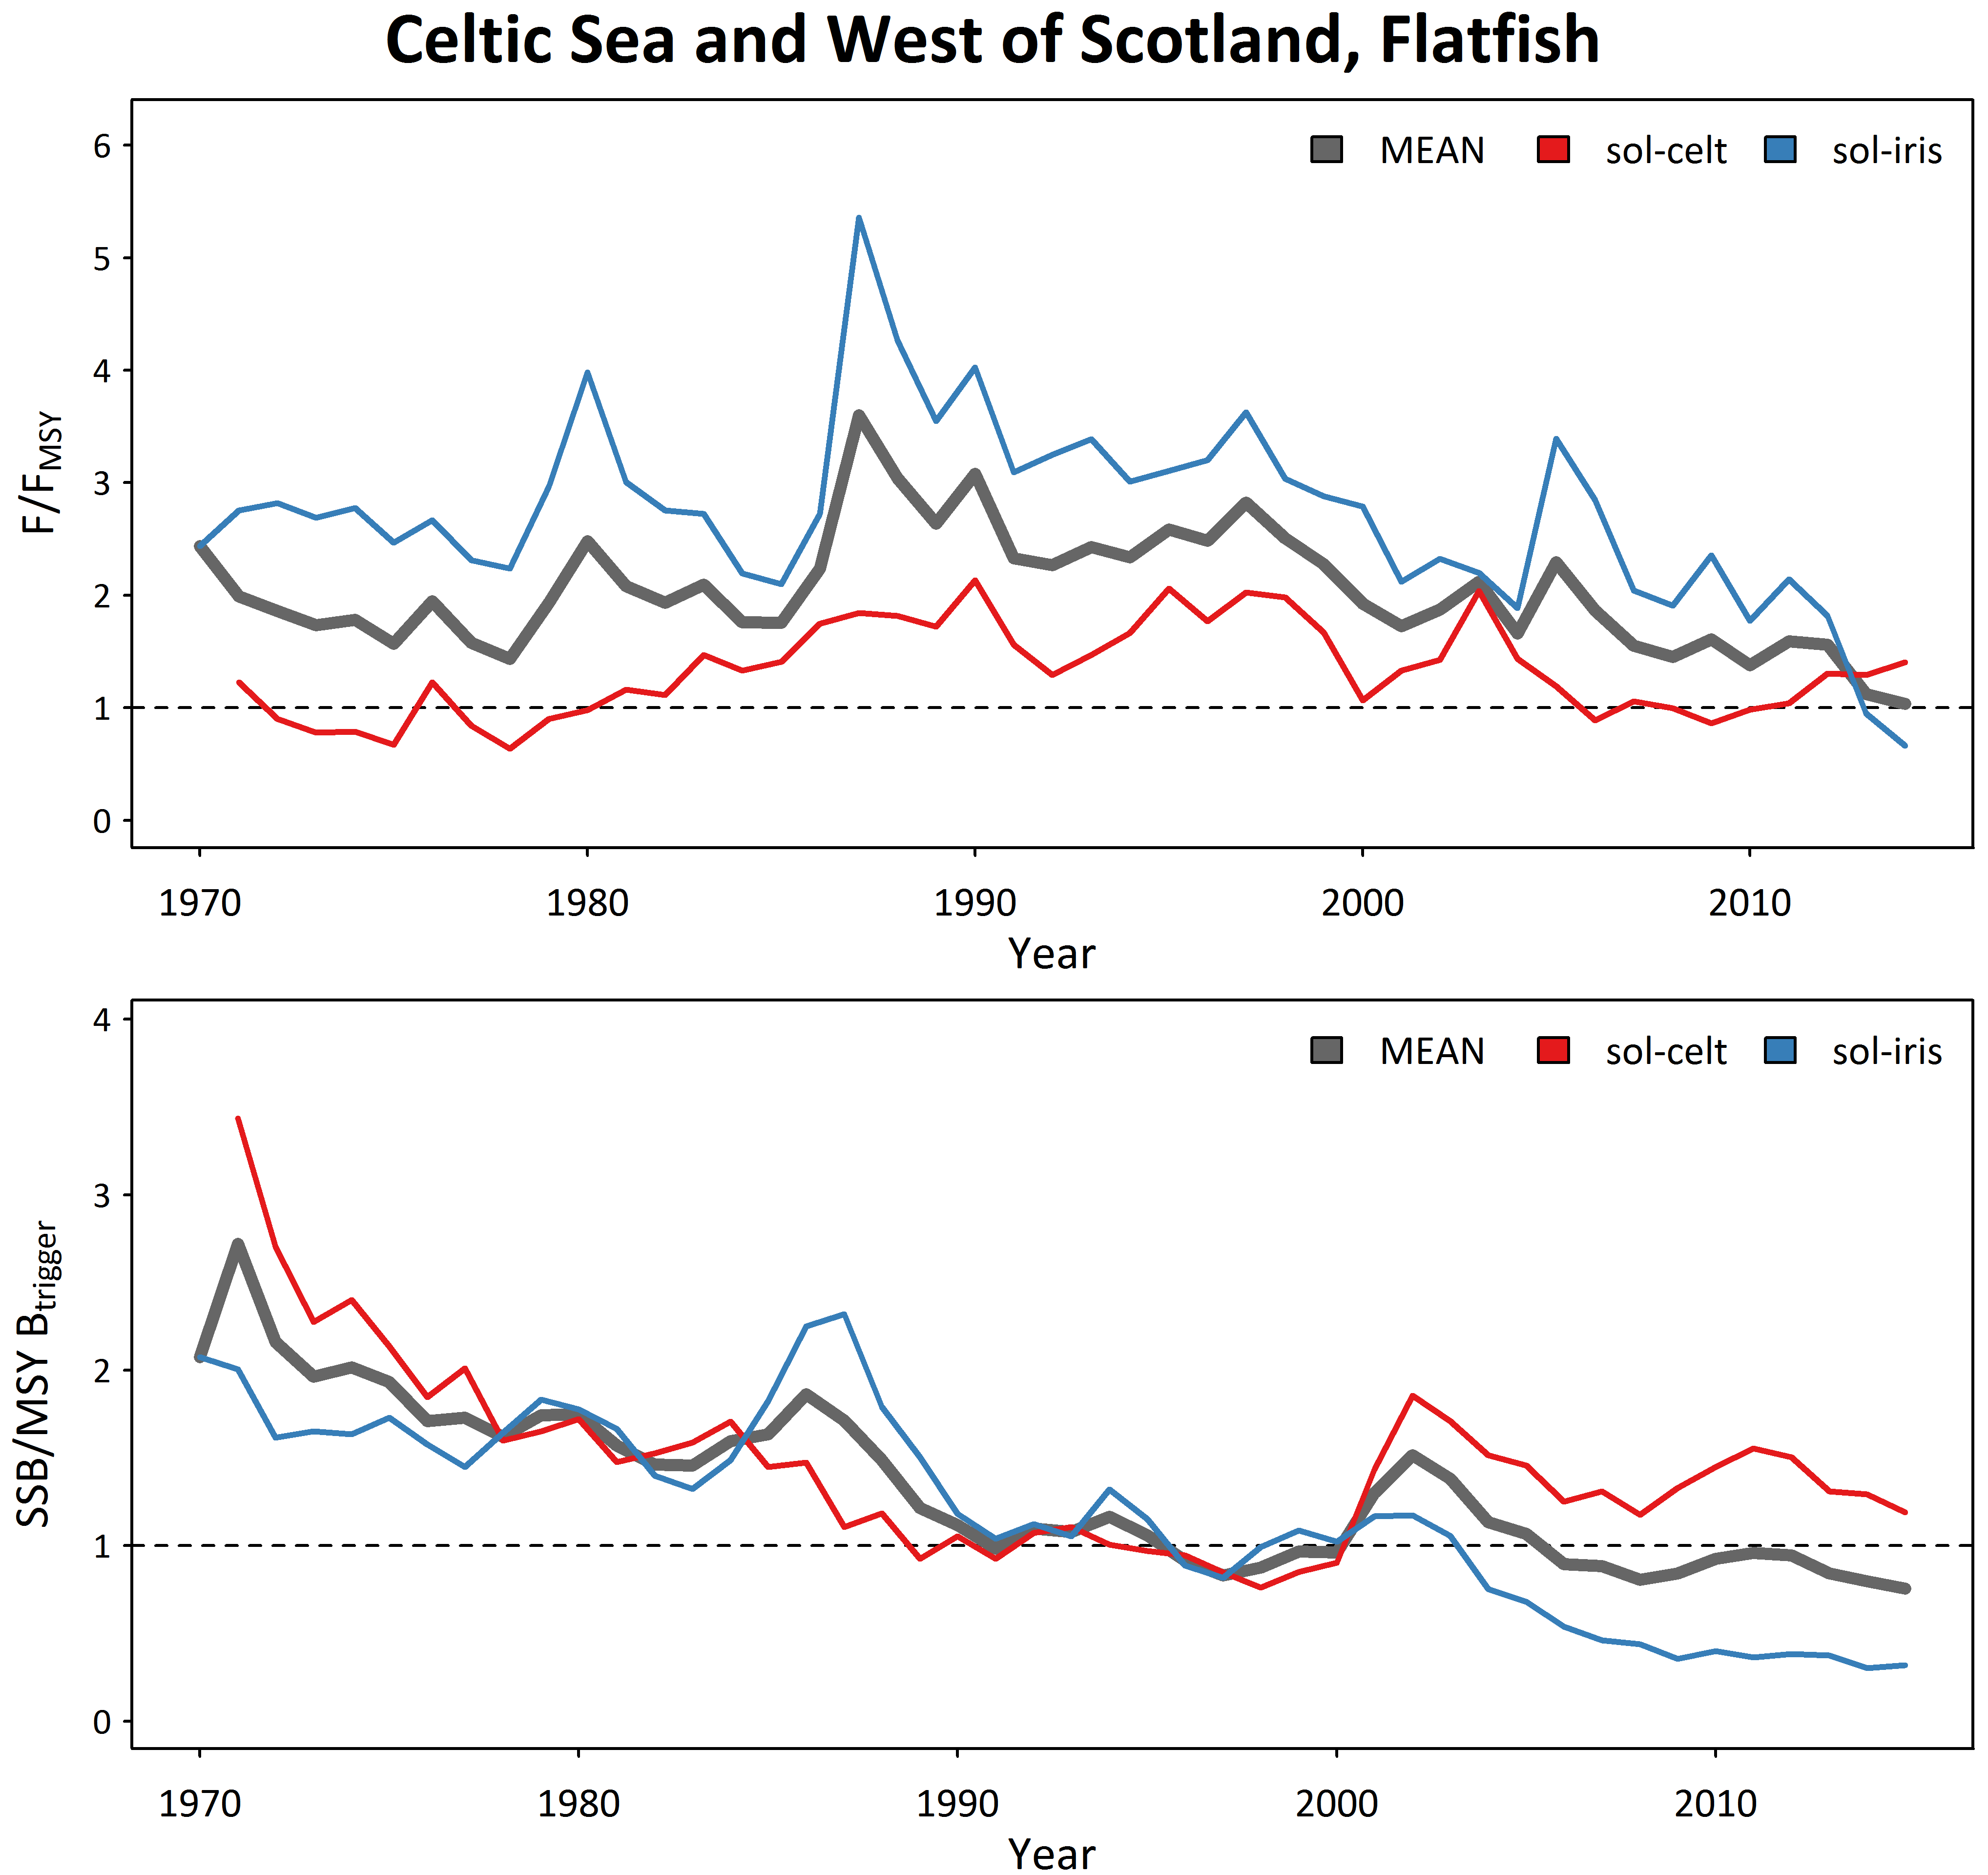 Celtic Sea and West of Scotland, Flatfish
MEAN sol-celt sol-iris
6
5
4
3
2
1
0
F/FMSY
1970 1980 1990 2000 2010
Year
MEAN sol-celt sol-iris
4
3
2
1
0
SSB/MSY Btrigger
1970 1980 1990 2000 2010
Year